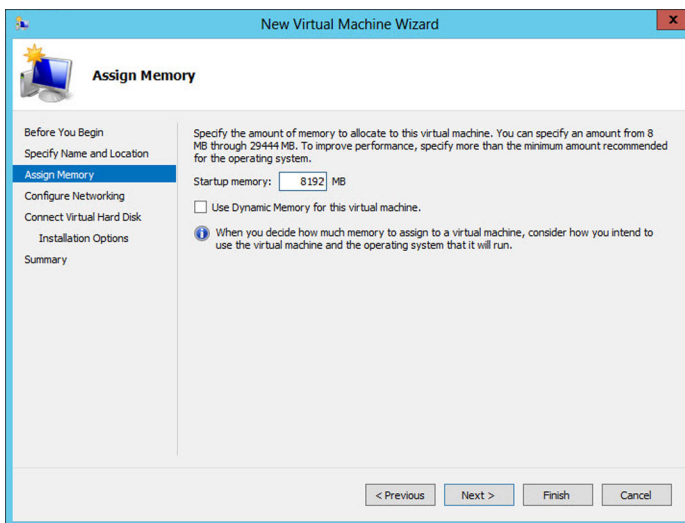 New Virtual Machine Wizard
x
Assign Memory
Before You Begin
Specify Name and Location
Assign Memory
Configure Networking
Connect Virtual Hard Disk
Installation Options
Summary
Specify the amount of memory to allocate to this virtual machine. You can specify an amount from 8
MB through 29444 MB. To improve performance, specify more than the minimum amount recommended
for the operating system.
Startup memory: 8192 MB
Use Dynamic Memory for this virtual machine.
When you decide how much memory to assign to a virtual machine, consider how you intend to
use the virtual machine and the operating system that it will run.
< Previous Next > Finish Cancel